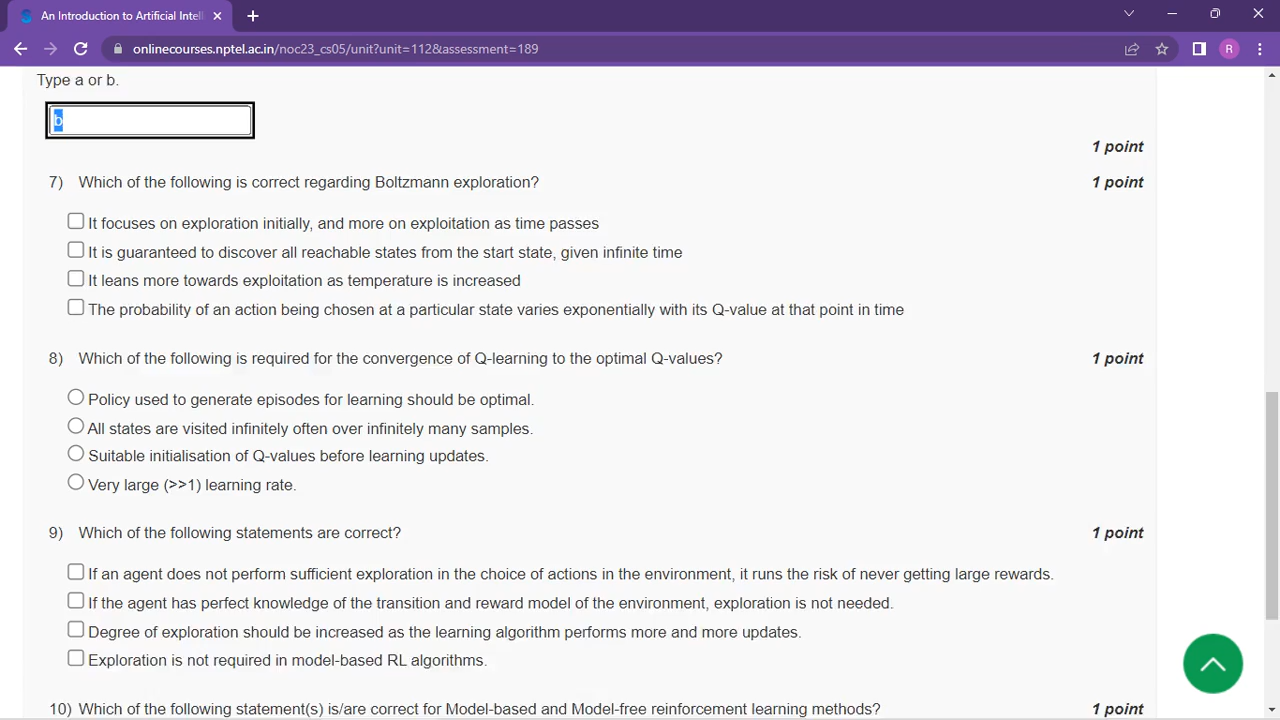 An Introduction to Artificial Intel
onlinecourses.nptel.ac.in/noc23_cs05/unit?unit=112&assessment=189
R
Type a or b.
b
1 point
7) Which of the following is correct regarding Boltzmann exploration? 1 point
It focuses on exploration initially, and more on exploitation as time passes
It is guaranteed to discover all reachable states from the start state, given infinite time
It leans more towards exploitation as temperature is increased
The probability of an action being chosen at a particular state varies exponentially with its Q-value at that point in time
8) Which of the following is required for the convergence of Q-learning to the optimal Q-values? 1 point
Policy used to generate episodes for learning should be optimal.
All states are visited infinitely often over infinitely many samples.
Suitable initialisation of Q-values before learning updates.
Very large (>>1) learning rate.
9) Which of the following statements are correct? 1 point
If an agent does not perform sufficient exploration in the choice of actions in the environment, it runs the risk of never getting large rewards.
If the agent has perfect knowledge of the transition and reward model of the environment, exploration is not needed.
Degree of exploration should be increased as the learning algorithm performs more and more updates.
Exploration is not required in model-based RL algorithms.
10) Which of the following statement(s) is/are correct for Model-based and Model-free reinforcement learning methods? 1 point